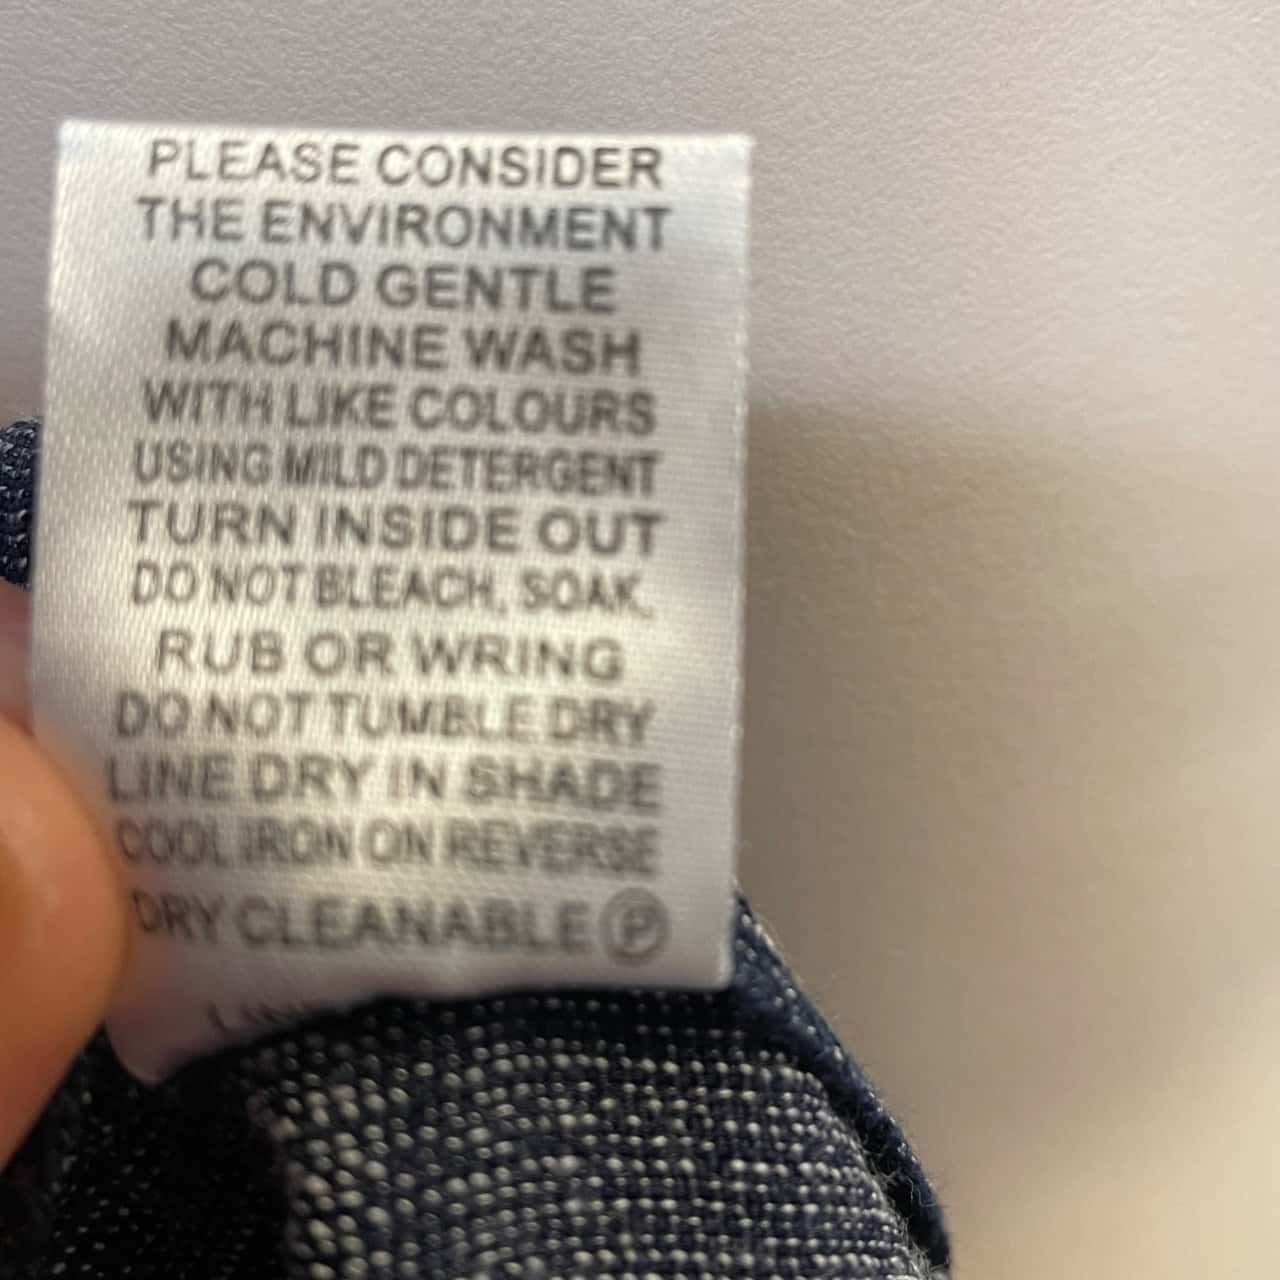 PLEASE CONSIDER
THE ENVIRONMENT
COLD GENTLE
MACHINE WASH
WITH LIKE COLOURS
USING MILD DETERGENT
TURN INSIDE OUT
DO NOT BLEACH, SOAK,
RUB OR WRING
DO NOT TUMBLE DRY
LINE DRY IN SHADE
COOL IRON ON REVERSE
DRY CLEANABLE Ⓟ